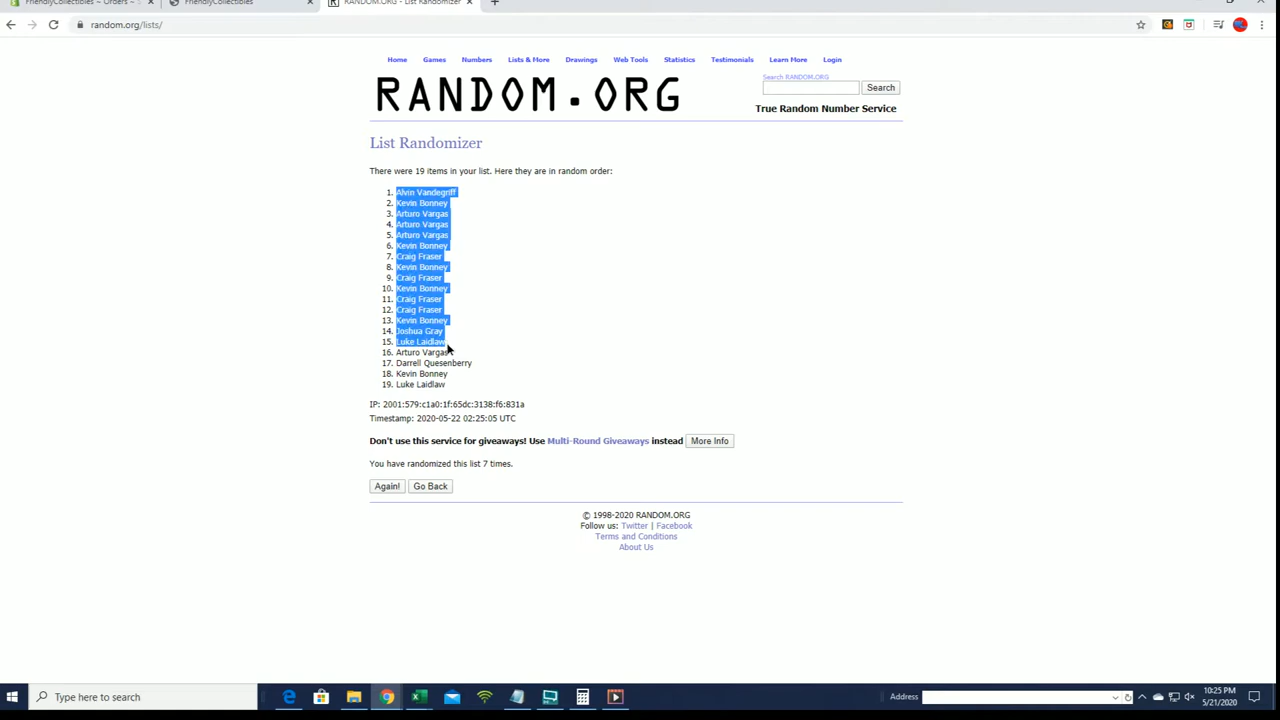 FriendlyCollectibles – Orders –
FriendlyCollectibles
RANDOM.ORG - List Randomizer
random.org/lists/
Home Games Numbers Lists & More Drawings Web Tools Statistics Testimonials Learn More Login
RANDOM.ORG
Search RANDOM.ORG
Search
True Random Number Service
List Randomizer
There were 19 items in your list. Here they are in random order:
1. Alvin Vandegriff
2. Kevin Bonney
3. Arturo Vargas
4. Arturo Vargas
5. Arturo Vargas
6. Kevin Bonney
7. Craig Fraser
8. Kevin Bonney
9. Craig Fraser
10. Kevin Bonney
11. Craig Fraser
12. Craig Fraser
13. Kevin Bonney
14. Joshua Gray
15. Luke Laidlaw
16. Arturo Vargas
17. Darrell Quesenberry
18. Kevin Bonney
19. Luke Laidlaw
IP: 2001:579:c1a0:1f:65dc:3138:f6:831a
Timestamp: 2020-05-22 02:25:05 UTC
Don't use this service for giveaways! Use Multi-Round Giveaways instead More Info
You have randomized this list 7 times.
Again! Go Back
© 1998-2020 RANDOM.ORG
Follow us: Twitter | Facebook
Terms and Conditions
About Us
Type here to search
Address
10:25 PM
5/21/2020